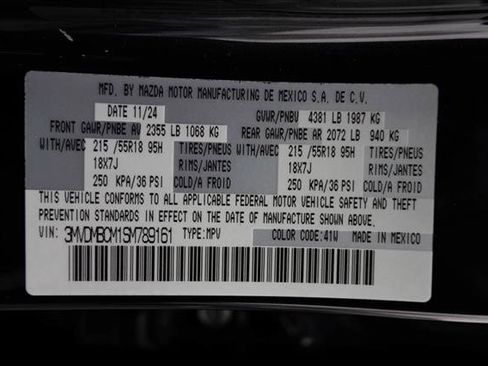 MFD. BY MAZDA MOTOR MANUFACTURING DE MEXICO S.A. DE C.V.
DATE 11/24 GVWR/PNBV 4381 LB 1987 KG
FRONT GAWR/PNBE AV 2355 LB 1068 KG REAR GAWR/PNBE AR 2072 LB 940 KG
WITH/AVEC 215 /55R18 95H TIRES/PNEUS WITH/AVEC 215 /55R18 95H TIRES/PNEUS
18X7J RIMS/JANTES 18X7J RIMS/JANTES
250 KPA/36 PSI COLD/A FROID 250 KPA/36 PSI COLD/A FROID
THIS VEHICLE CONFORMS TO ALL APPLICABLE FEDERAL MOTOR VEHICLE SAFETY AND THEFT
PREVENTION STANDARDS IN EFFECT ON THE DATE OF MANUFACTURE SHOWN ABOVE.
VIN: 3MVDMBCM1SM789161 TYPE: MPV COLOR CODE: 41W MADE IN MEXICO